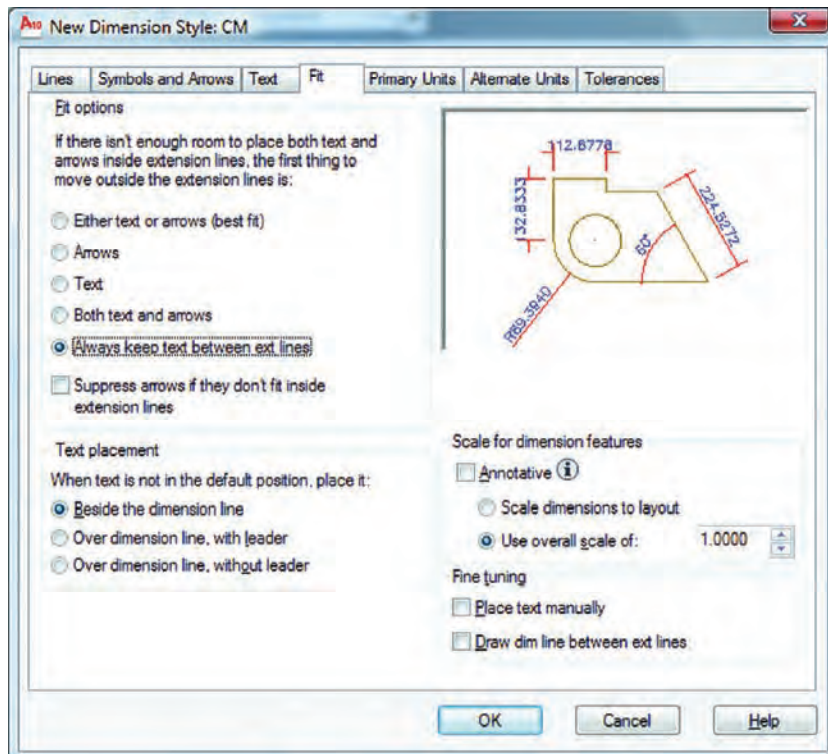 A10 New Dimension Style: CM
Lines Symbols and Arrows Text Fit Primary Units Alternate Units Tolerances
Fit options
If there isn't enough room to place both text and
arrows inside extension lines, the first thing to
move outside the extension lines is:
Either text or arrows (best fit)
Arrows
Text
Both text and arrows
Always keep text between ext lines
Suppress arrows if they don't fit inside
extension lines
Text placement
When text is not in the default position, place it:
Beside the dimension line
Over dimension line, with leader
Over dimension line, without leader
112.8778
132.8333
224.5272
60°
R69.3940
Scale for dimension features
Annotative
Scale dimensions to layout
Use overall scale of: 1.0000
Fine tuning
Place text manually
Draw dim line between ext lines
OK Cancel Help